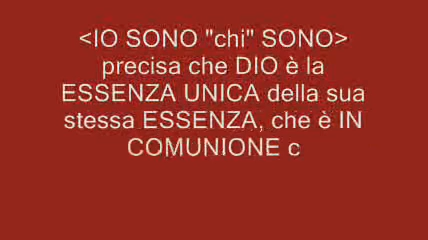 <IO SONO "chi" SONO>
precisa che DIO è la
ESSENZA UNICA della sua
stessa ESSENZA, che è IN
COMUNIONE c